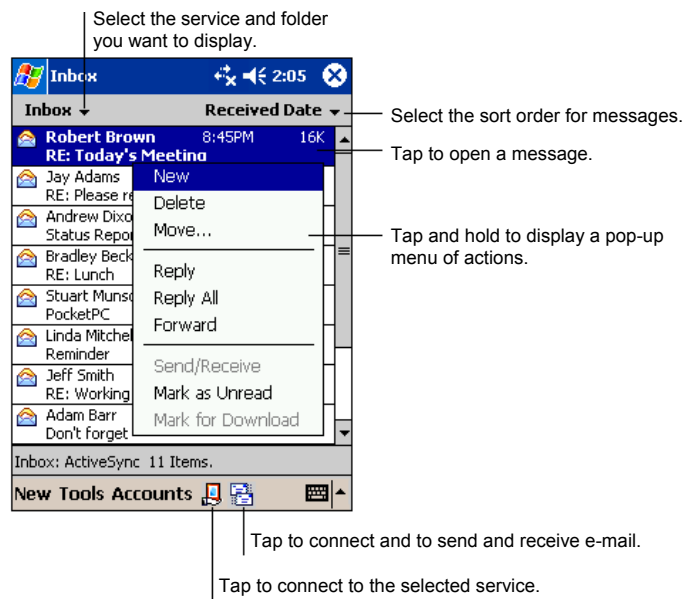 Select the service and folder
you want to display.
Inbox 2:05
Inbox Received Date
Select the sort order for messages.
Robert Brown 8:45PM 16K
RE: Today's Meeting
Tap to open a message.
Jay Adams
RE: Please re
Andrew Dixo
Status Repo
Bradley Beck
RE: Lunch
Stuart Munso
PocketPC
Linda Mitchel
Reminder
Jeff Smith
RE: Working
Adam Barr
Don't forget
New
Delete
Move...
Reply
Reply All
Forward
Send/Receive
Mark as Unread
Mark for Download
Tap and hold to display a pop-up
menu of actions.
Inbox: ActiveSync 11 Items.
New Tools Accounts
Tap to connect and to send and receive e-mail.
Tap to connect to the selected service.